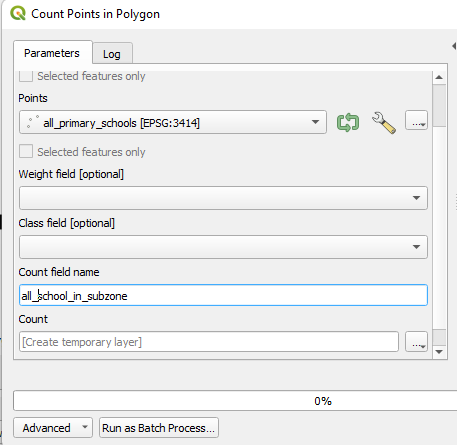 Count Points in Polygon
Parameters
Log
Selected features only
Points
all_primary_schools [EPSG:3414]
...
Selected features only
Weight field [optional]
Class field [optional]
Count field name
all_school_in_subzone
Count
[Create temporary layer]
...
0%
Advanced
Run as Batch Process...